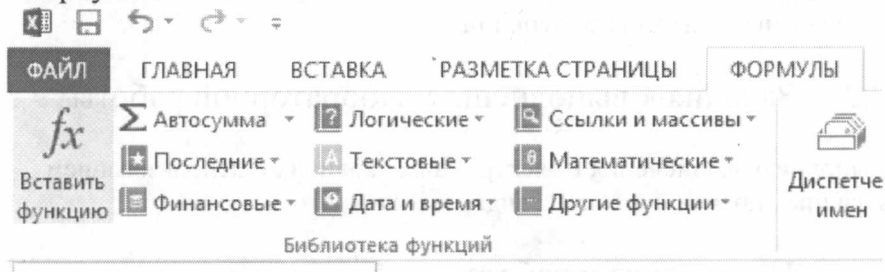 ФАЙЛ ГЛАВНАЯ ВСТАВКА РАЗМЕТКА СТРАНИЦЫ ФОРМУЛЫ
fx Вставить функцию
Автосумма Логические Ссылки и массивы
Последние Текстовые Математические
Финансовые Дата и время Другие функции
Диспетче
имен
Библиотека функций